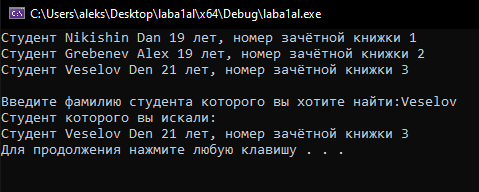 C:\Users\aleks\Desktop\laba1al\x64\Debug\laba1al.exe
Студент Nikishin Dan 19 лет, номер зачётной книжки 1
Студент Grebenev Alex 19 лет, номер зачётной книжки 2
Студент Veselov Den 21 лет, номер зачётной книжки 3
Введите фамилию студента которого вы хотите найти:Veselov
Студент которого вы искали:
Студент Veselov Den 21 лет, номер зачётной книжки 3
Для продолжения нажмите любую клавишу . . .